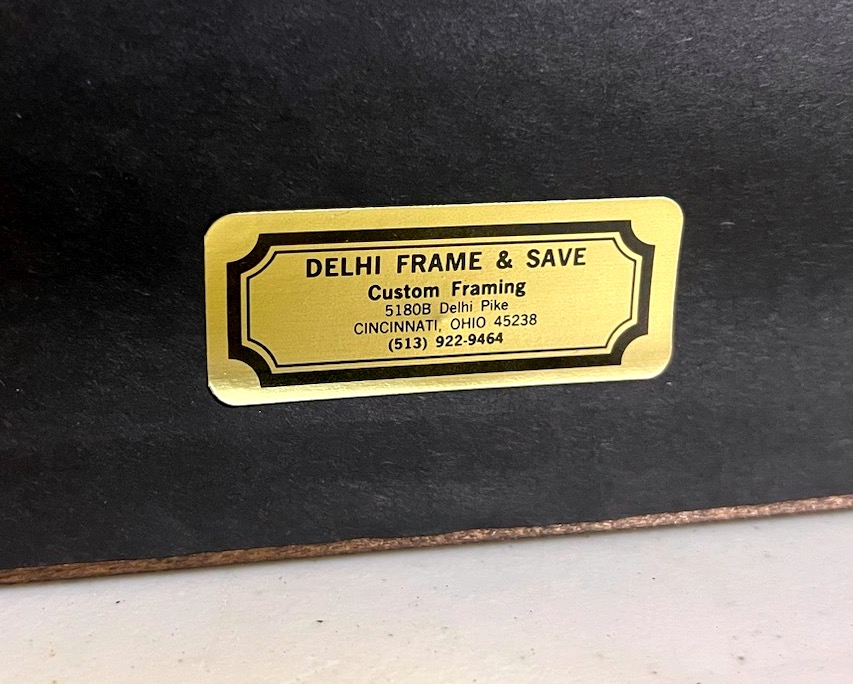 DELHI FRAME & SAVE
Custom Framing
5180B Delhi Pike
CINCINNATI, OHIO 45238
(513) 922-9464